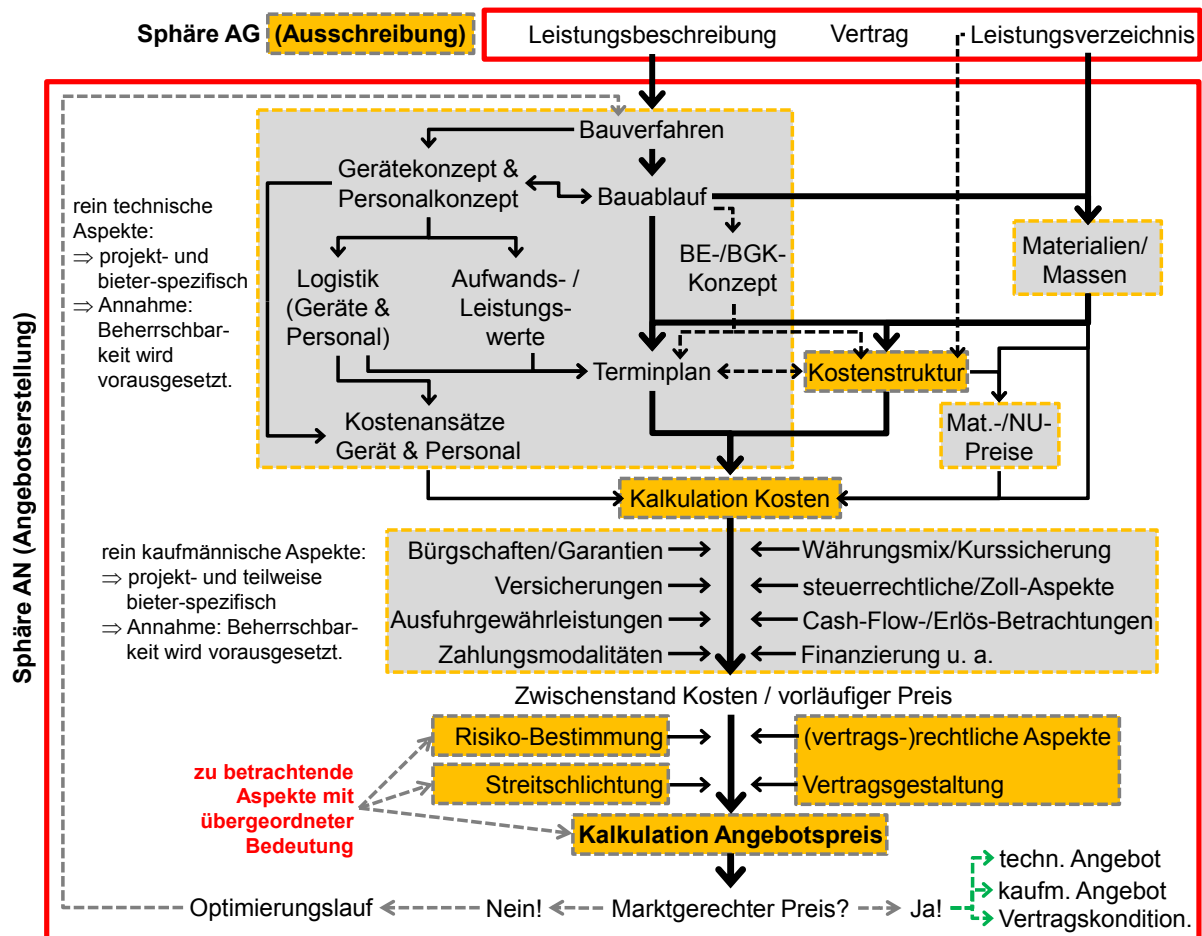 Sphäre AG (Ausschreibung)
Leistungsbeschreibung Vertrag Leistungsverzeichnis
Sphäre AN (Angebotserstellung)
Bauverfahren
Gerätekonzept &
Personalkonzept
Bauablauf
rein technische
Aspekte:
⇒ projekt- und
bieter-spezifisch
⇒ Annahme:
Beherrschbar-
keit wird
vorausgesetzt.
Logistik
(Geräte &
Personal)
Aufwands- /
Leistungs-
werte
BE-/BGK-
Konzept
Materialien/
Massen
Terminplan
Kostenstruktur
Kostenansätze
Gerät & Personal
Mat.-/NU-
Preise
Kalkulation Kosten
rein kaufmännische Aspekte:
⇒ projekt- und teilweise
bieter-spezifisch
⇒ Annahme: Beherrschbar-
keit wird vorausgesetzt.
Bürgschaften/Garantien
Währungsmix/Kurssicherung
Versicherungen
steuerrechtliche/Zoll-Aspekte
Ausfuhrgewährleistungen
Cash-Flow-/Erlös-Betrachtungen
Zahlungsmodalitäten
Finanzierung u. a.
Zwischenstand Kosten / vorläufiger Preis
Risiko-Bestimmung
(vertrags-)rechtliche Aspekte
Streitschlichtung
Vertragsgestaltung
zu betrachtende
Aspekte mit
übergeordneter
Bedeutung
Kalkulation Angebotspreis
Optimierungslauf
Nein!
Marktgerechter Preis?
Ja!
techn. Angebot
kaufm. Angebot
Vertragskondition.